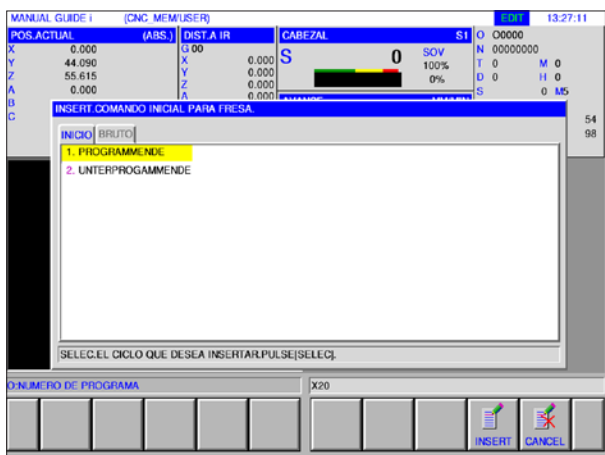 MANUAL GUIDE i (CNC_MEM/USER) EDIT 13:27:11
POS.ACTUAL (ABS.) DIST.A IR CABEZAL S1 O O0000
X 0.000 G 00 S 0 SOV 100% N 00000000
Y 44.090 X 0.000 T 0 M 0
Z 55.615 Y 0.000 0% D 0 H 0
A 0.000 Z 0.000 S 0 M5
B A 0.000
C 54
98
INSERT.COMANDO INICIAL PARA FRESA.
INICIO BRUTO
1. PROGRAMMENDE
2. UNTERPROGAMMENDE
SELEC.EL CICLO QUE DESEA INSERTAR.PULSE[SELEC].
O:NUMERO DE PROGRAMA X20
INSERT CANCEL